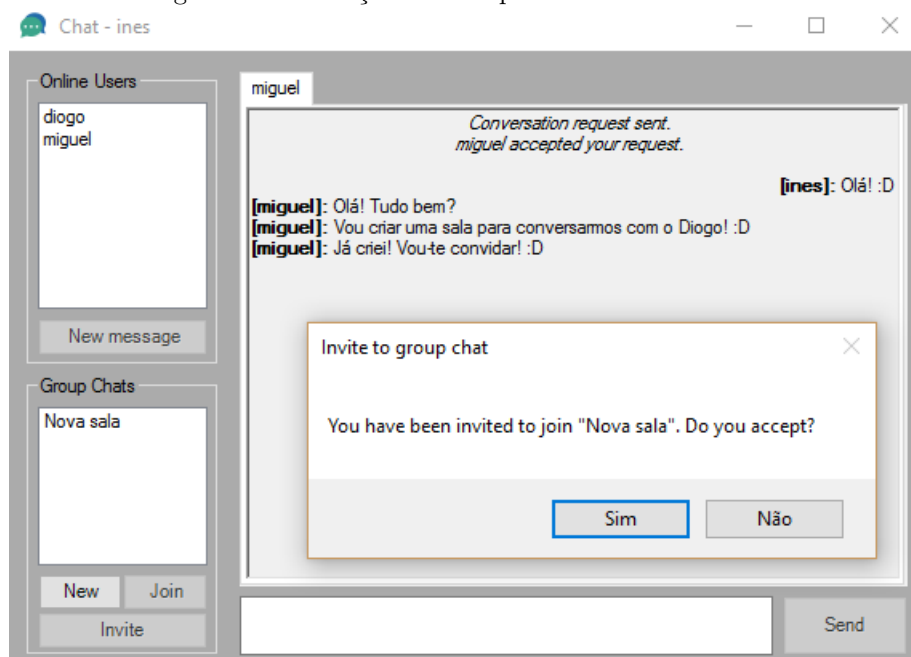 Chat - ines
Online Users
diogo
miguel
New message
Group Chats
Nova sala
New
Join
Invite
miguel
Conversation request sent.
miguel accepted your request.
[ines]: Olá! :D
[miguel]: Olá! Tudo bem?
[miguel]: Vou criar uma sala para conversarmos com o Diogo! :D
[miguel]: Já criei! Vou-te convidar! :D
Invite to group chat
You have been invited to join "Nova sala". Do you accept?
Sim
Não
Send